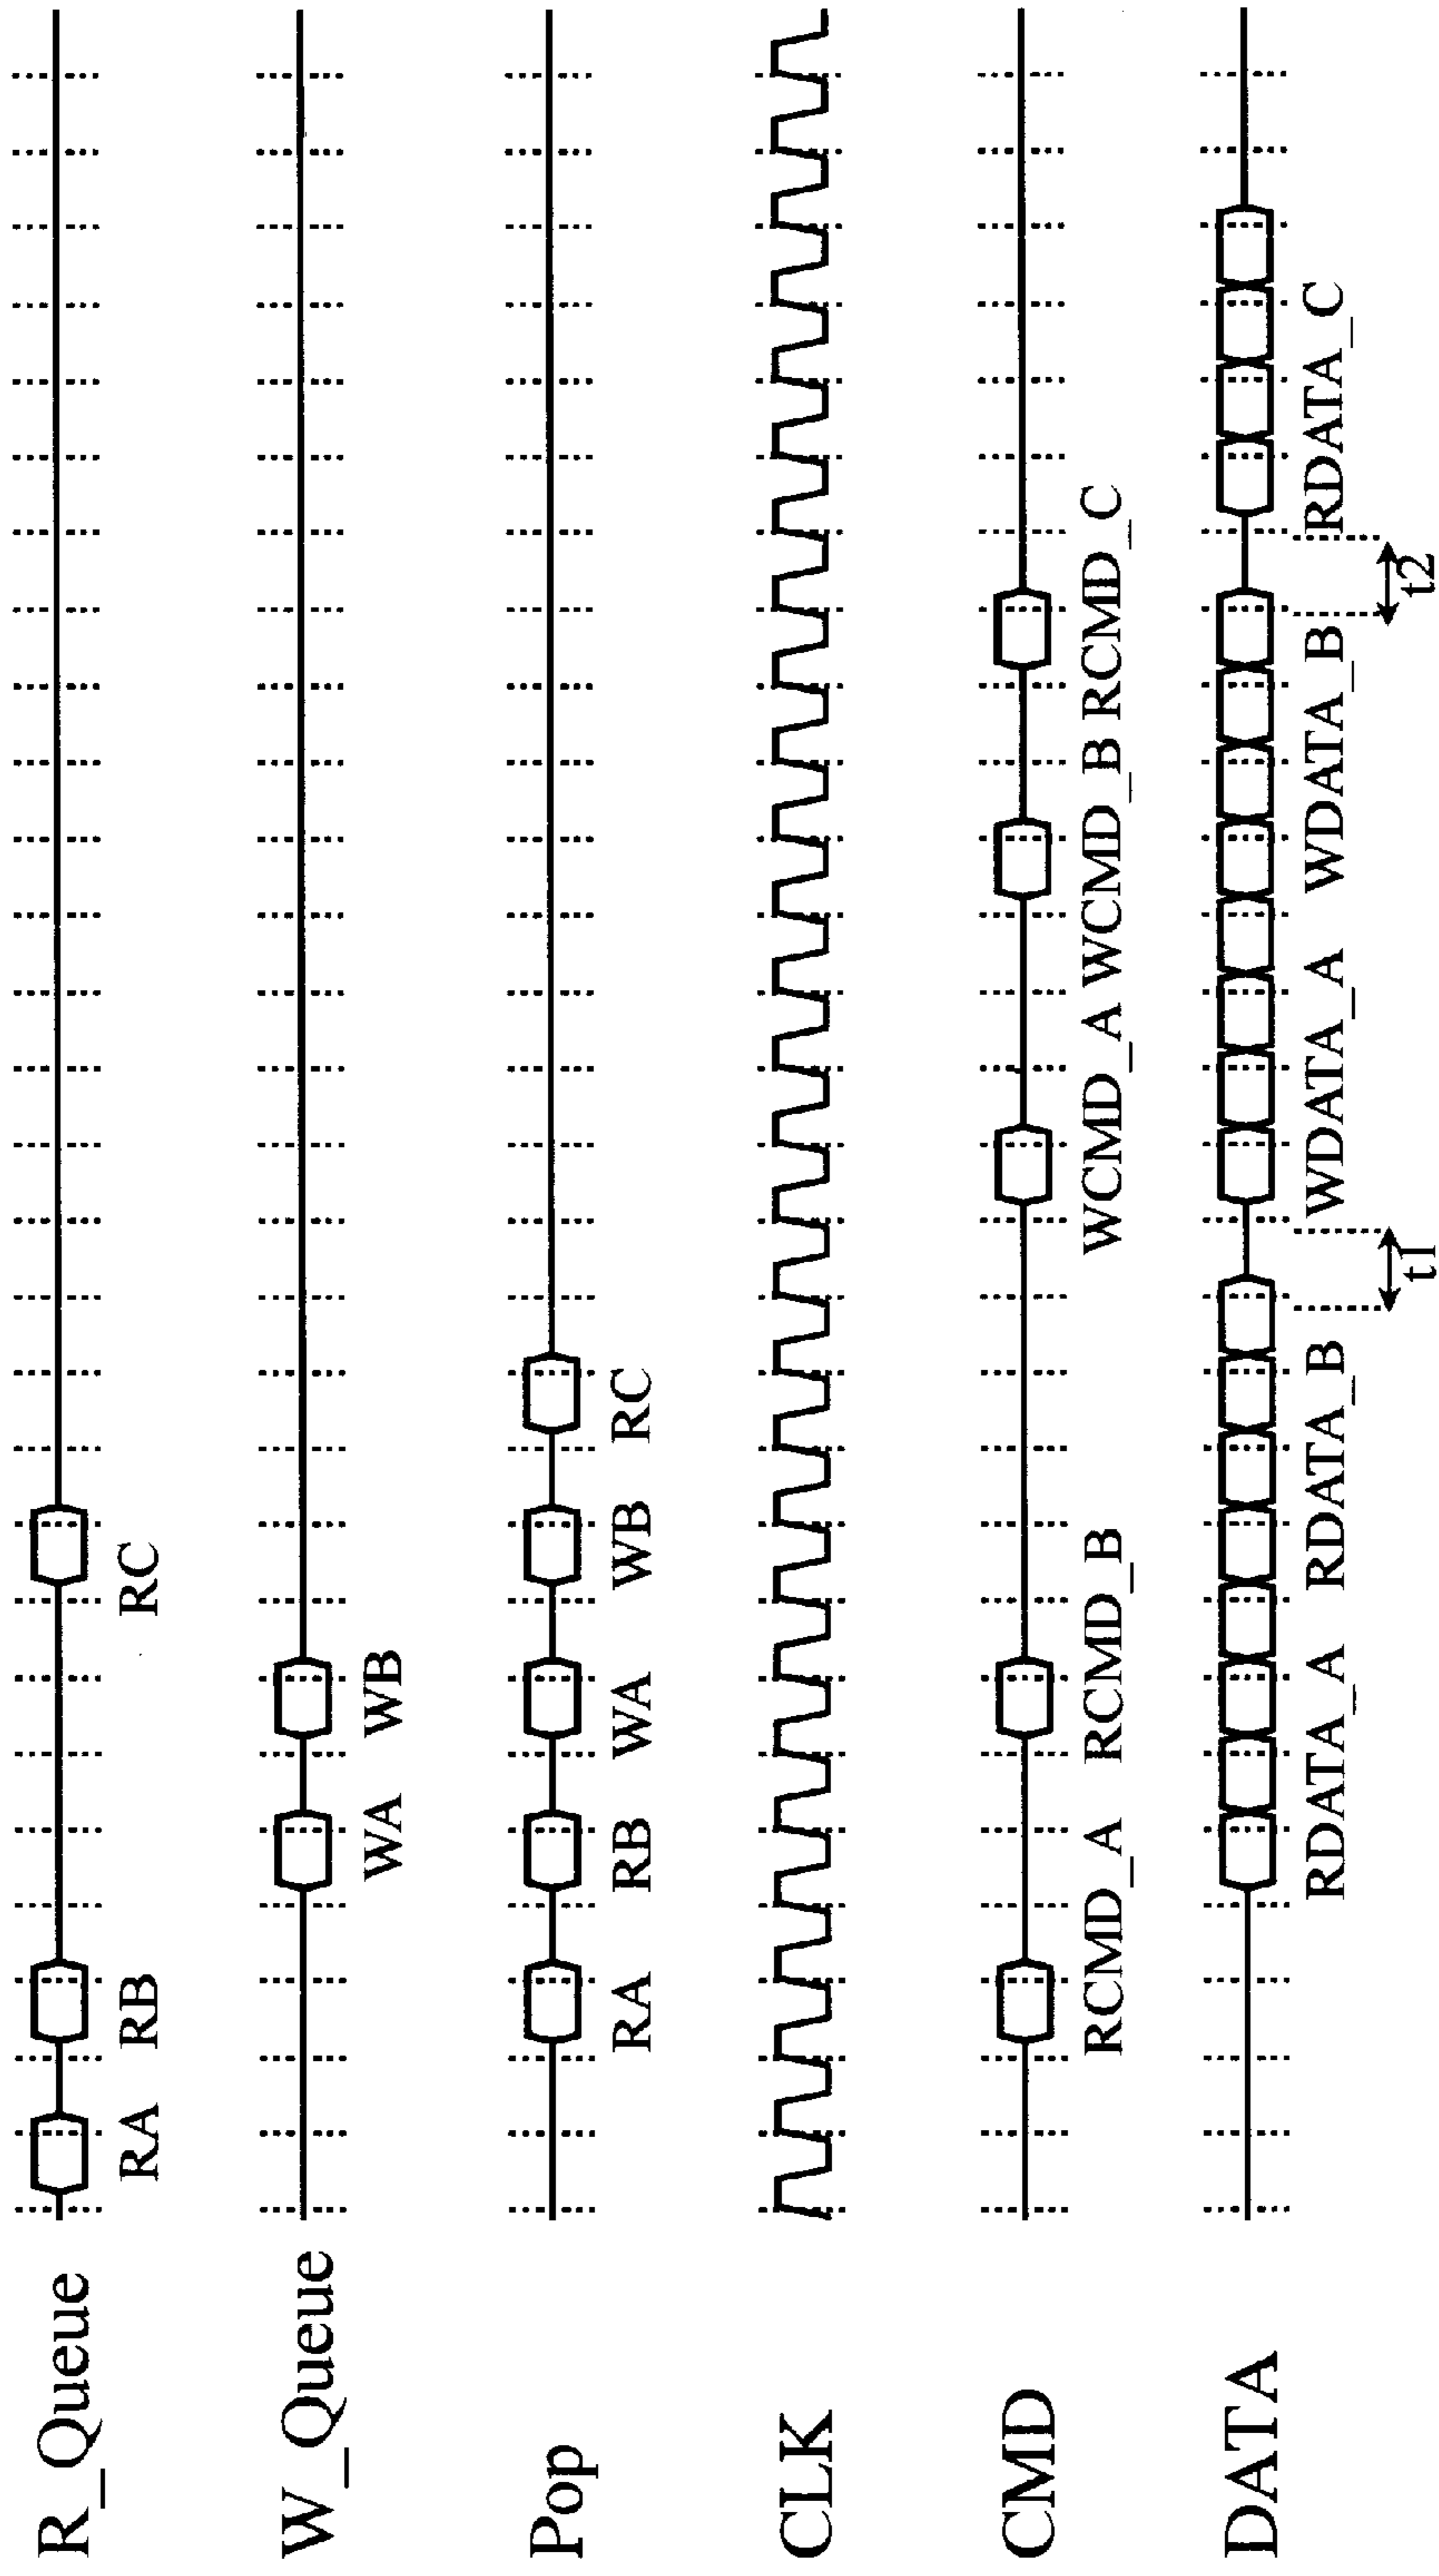 R_Queue
RA RB RC
W_Queue
WA WB
Pop
RA RB WA WB RC
CLK
CMD
RCMD_A RCMD_B WCMD_A WCMD_B RCMD_C
DATA
RDATA_A RDATA_B WDATA_A WDATA_B RDATA_C
t1 t2